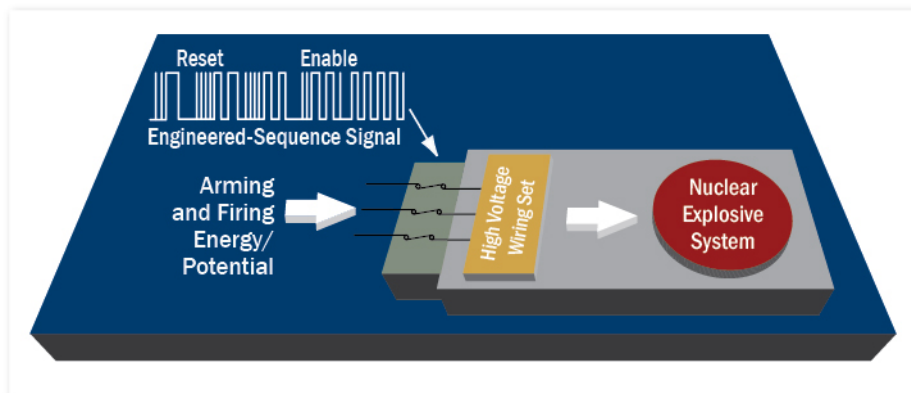 Reset Enable
Engineered-Sequence Signal
Arming
and Firing
Energy/
Potential
High Voltage
Wiring Set
Nuclear
Explosive
System